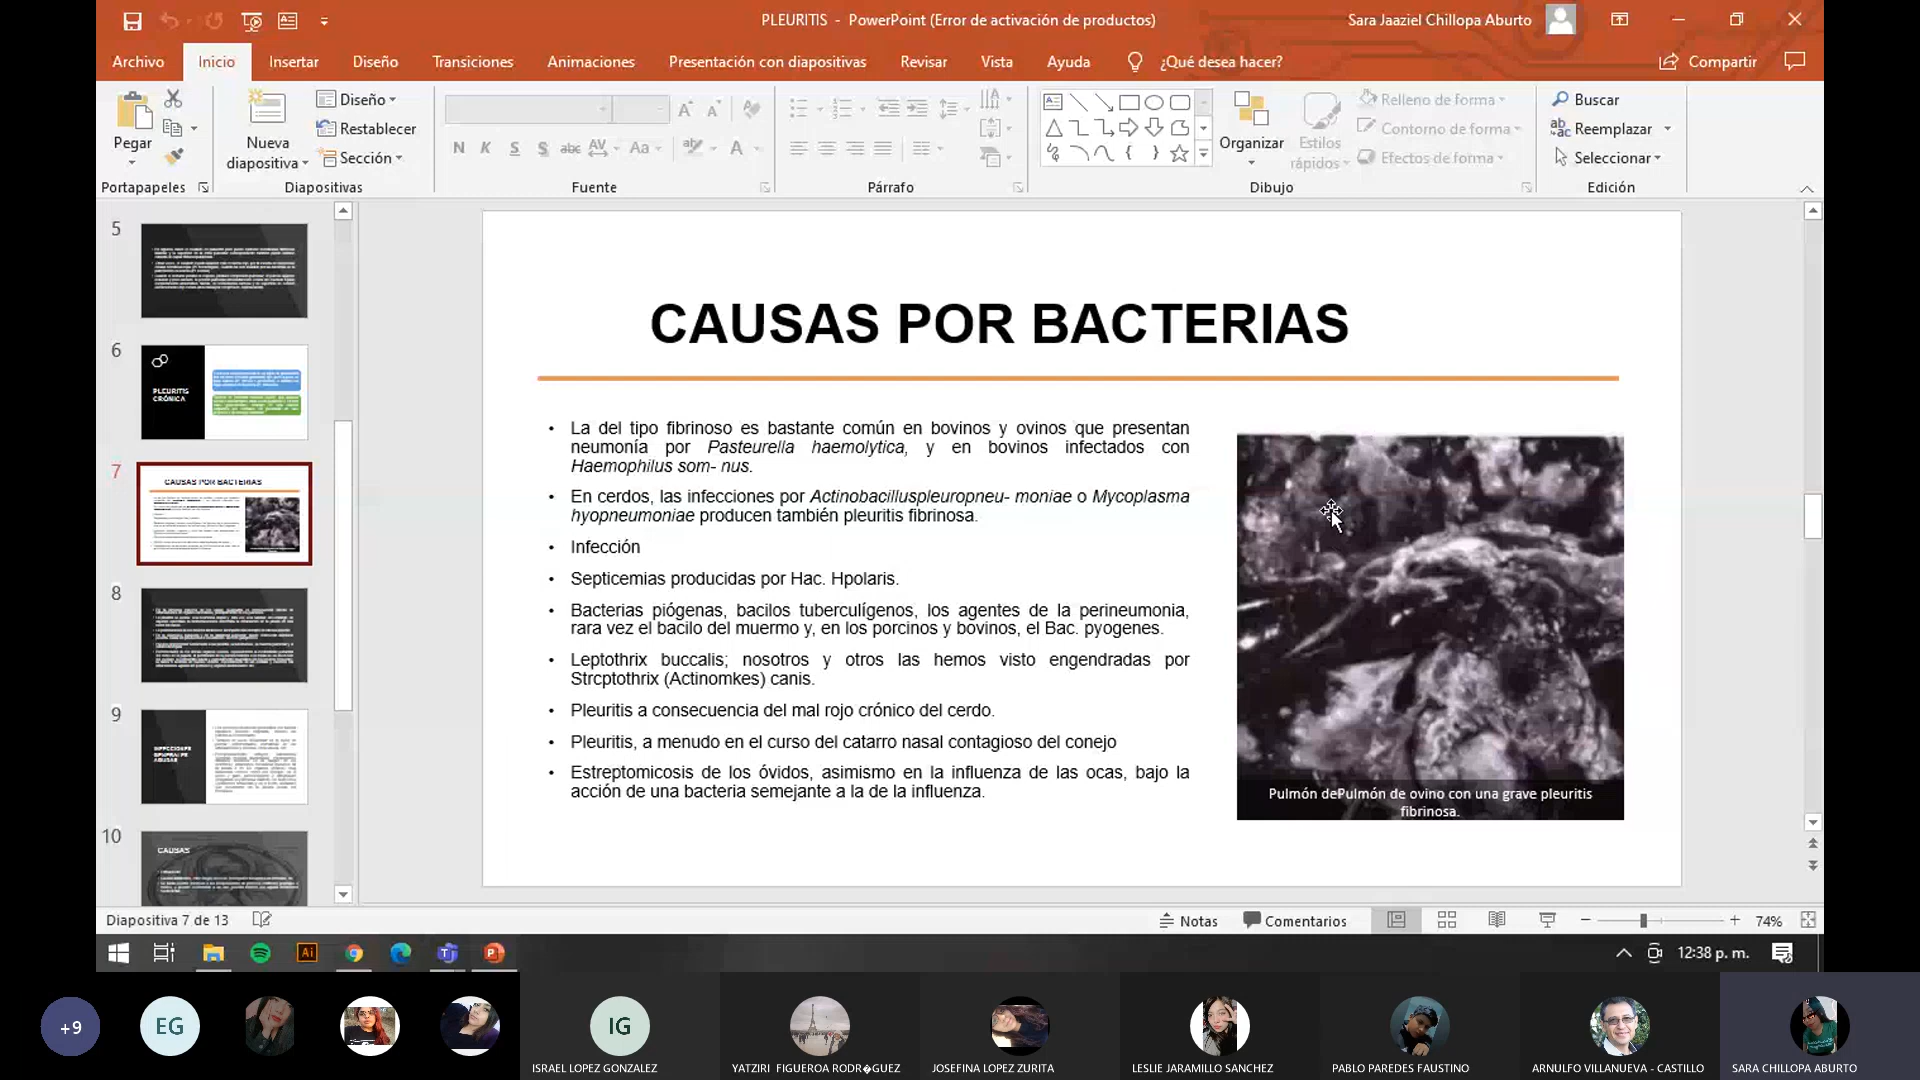 PLEURITIS - PowerPoint (Error de activación de productos)
Sara Jaaziel Chillopa Aburto
Archivo Inicio Insertar Diseño Transiciones Animaciones Presentación con diapositivas Revisar Vista Ayuda ¿Qué desea hacer? Compartir
Pegar
Portapapeles
Nueva
diapositiva
Diseño
Restablecer
Sección
Diapositivas
N K S S abc AV Aa A
Fuente
Párrafo
Organizar
Estilos
rápidos
Relleno de forma
Contorno de forma
Efectos de forma
Dibujo
Buscar
Reemplazar
Seleccionar
Edición
5
6
PLEURITIS
CRÓNICA
7
CAUSAS POR BACTERIAS
8
9
10
CAUSAS
CAUSAS POR BACTERIAS
• La del tipo fibrinoso es bastante común en bovinos y ovinos que presentan
neumonía por Pasteurella haemolytica, y en bovinos infectados con
Haemophilus som- nus.
• En cerdos, las infecciones por Actinobacilluspleuropneu- moniae o Mycoplasma
hyopneumoniae producen también pleuritis fibrinosa.
• Infección
• Septicemias producidas por Hac. Hpolaris.
• Bacterias piógenas, bacilos tuberculígenos, los agentes de la perineumonia,
rara vez el bacilo del muermo y, en los porcinos y bovinos, el Bac. pyogenes.
• Leptothrix buccalis; nosotros y otros las hemos visto engendradas por
Strcptothrix (Actinomkes) canis.
• Pleuritis a consecuencia del mal rojo crónico del cerdo.
• Pleuritis, a menudo en el curso del catarro nasal contagioso del conejo
• Estreptomicosis de los óvidos, asimismo en la influenza de las ocas, bajo la
acción de una bacteria semejante a la de la influenza.
Pulmón dePulmón de ovino con una grave pleuritis
fibrinosa.
Diapositiva 7 de 13
Notas
Comentarios
74%
12:38 p. m.
+9
EG
IG
ISRAEL LOPEZ GONZALEZ
YATZIRI FIGUEROA RODR�GUEZ
JOSEFINA LOPEZ ZURITA
LESLIE JARAMILLO SANCHEZ
PABLO PAREDES FAUSTINO
ARNULFO VILLANUEVA - CASTILLO
SARA CHILLOPA ABURTO